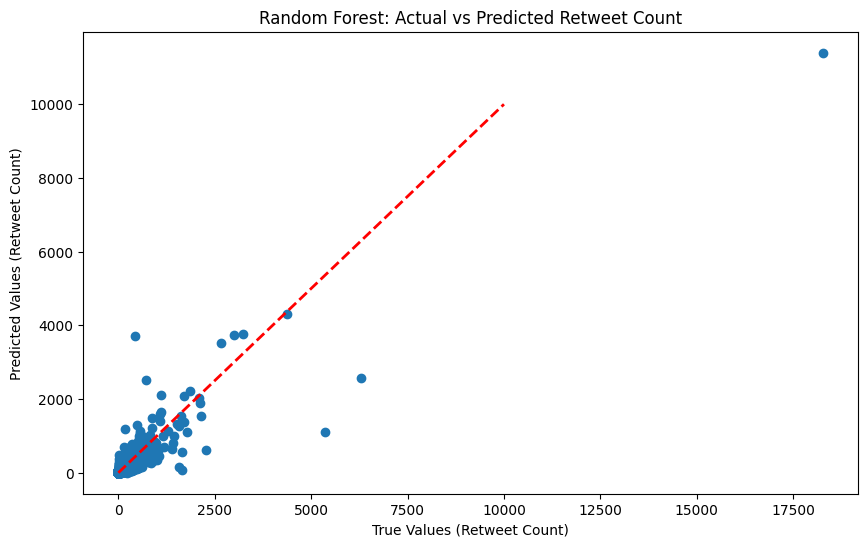 Random Forest: Actual vs Predicted Retweet Count
Predicted Values (Retweet Count)
10000
8000
6000
4000
2000
0
0 2500 5000 7500 10000 12500 15000 17500
True Values (Retweet Count)